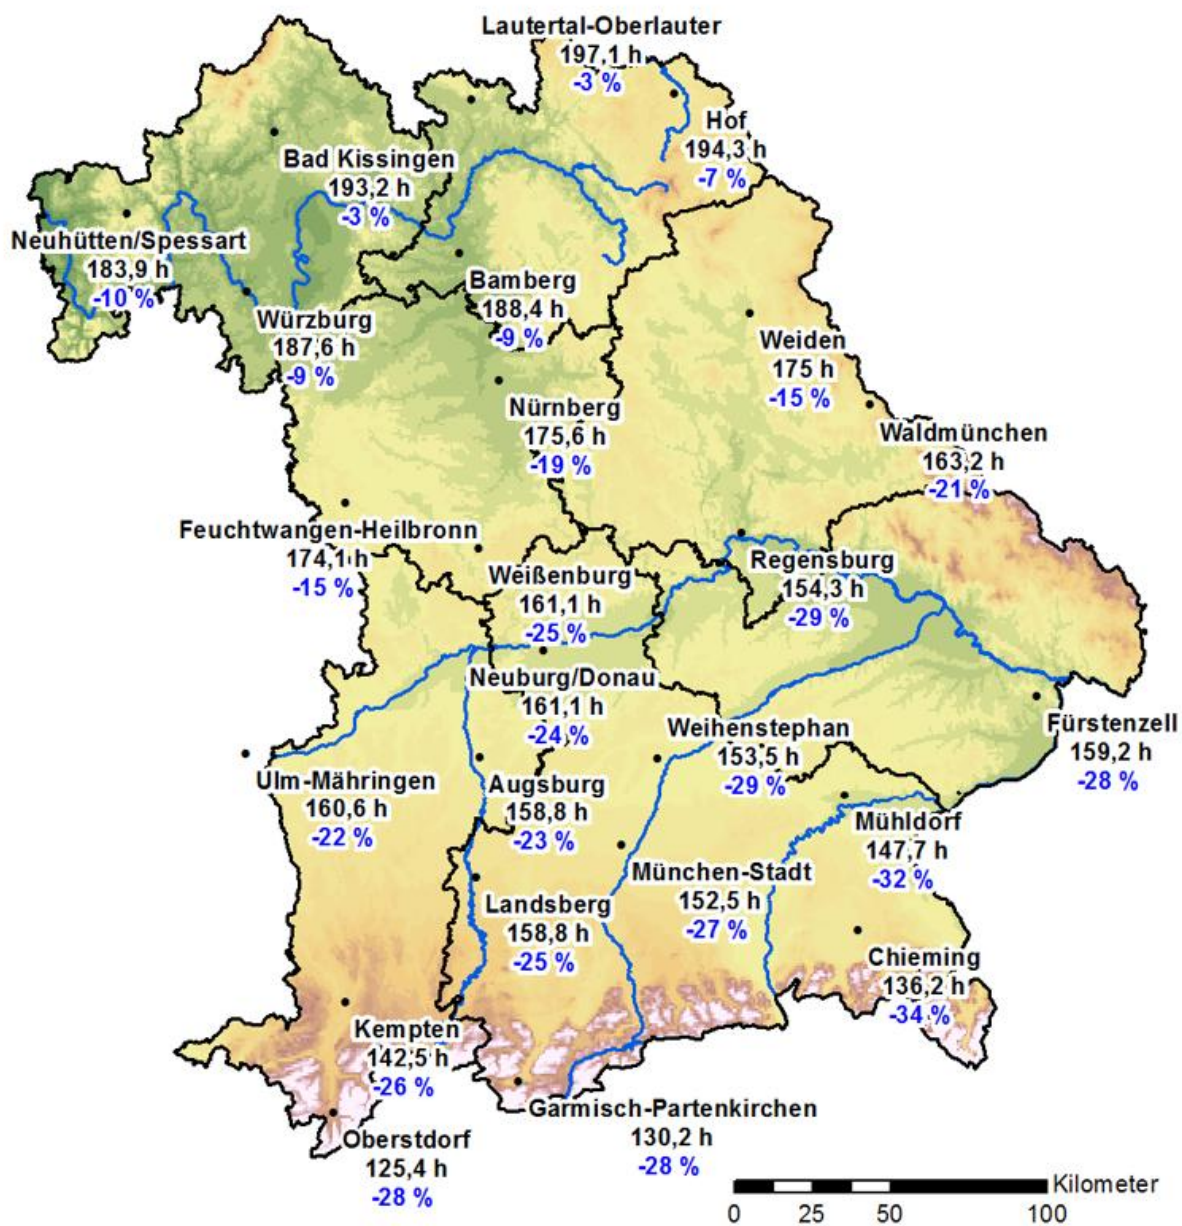 Lautertal-Oberlauter
197,1 h
-3 %
Hof
194,3 h
-7 %
Bad Kissingen
193,2 h
-3 %
Neuhütten/Spessart
183,9 h
-10 %
Bamberg
188,4 h
-9 %
Würzburg
187,6 h
-9 %
Weiden
175 h
-15 %
Nürnberg
175,6 h
-19 %
Waldmünchen
163,2 h
-21 %
Feuchtwangen-Heilbronn
174,1 h
-15 %
Regensburg
154,3 h
-29 %
Weißenburg
161,1 h
-25 %
Neuburg/Donau
161,1 h
-24 %
Weihenstephan
153,5 h
-29 %
Fürstenzell
159,2 h
-28 %
Ulm-Mähringen
160,6 h
-22 %
Augsburg
158,8 h
-23 %
Mühldorf
147,7 h
-32 %
München-Stadt
152,5 h
-27 %
Landsberg
158,8 h
-25 %
Chieming
136,2 h
-34 %
Kempten
142,5 h
-26 %
Garmisch-Partenkirchen
130,2 h
-28 %
Oberstdorf
125,4 h
-28 %
Kilometer
0 25 50 100